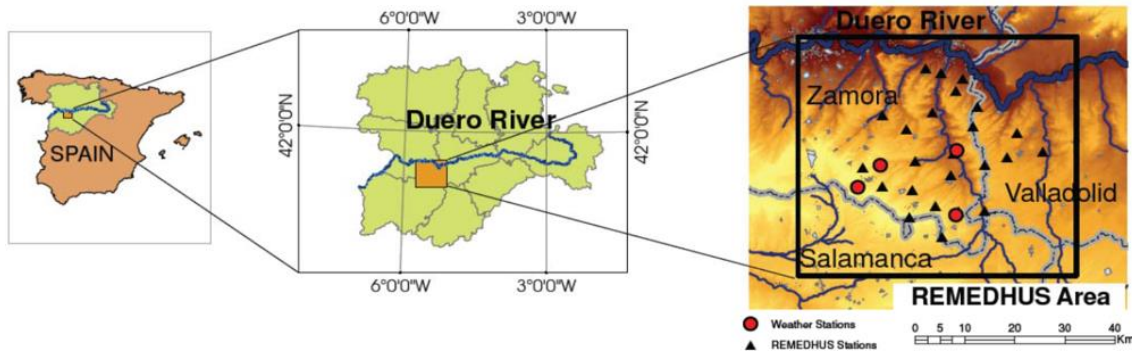 SPAIN
6°0'0"W
3°0'0"W
42°0'0"N
Duero River
42°0'0"N
6°0'0"W
3°0'0"W
Duero River
Zamora
Valladolid
Salamanca
REMEDHUS Area
Weather Stations
REMEDHUS Stations
0 5 10 20 30 40
Km